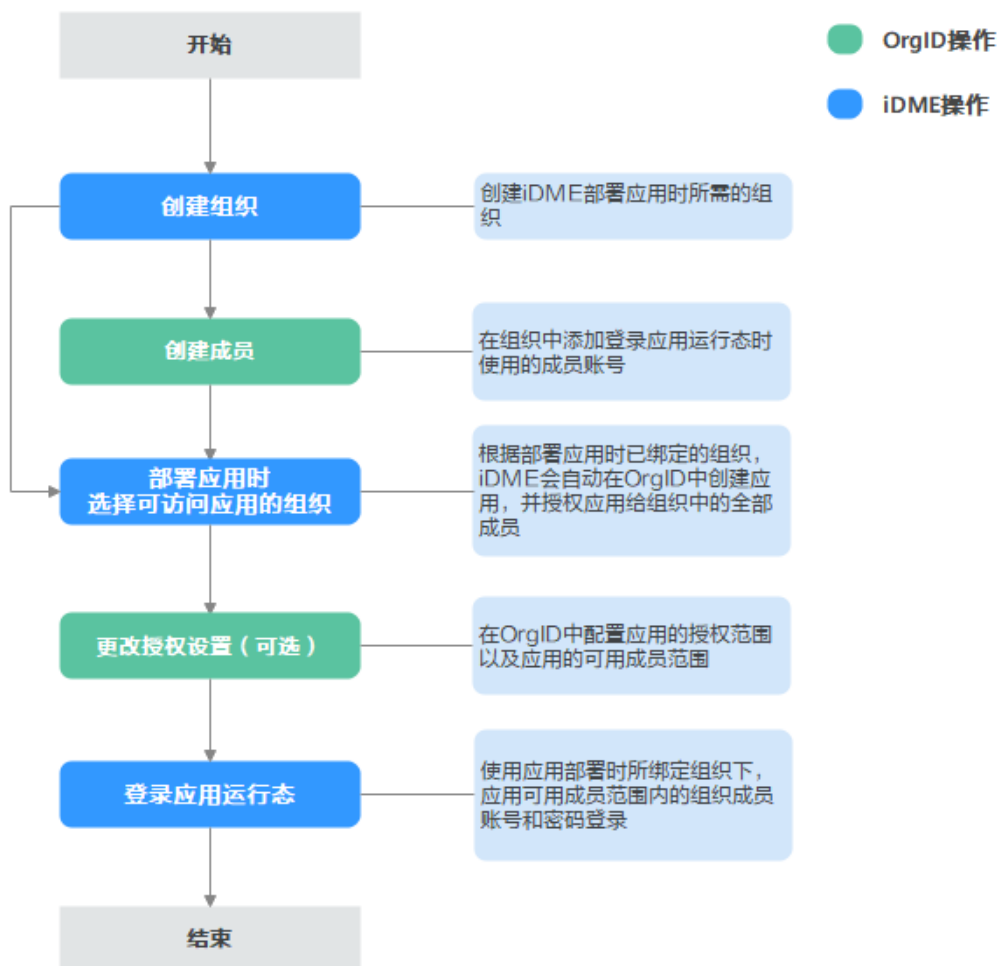 开始
OrgID操作
iDME操作
创建组织
创建iDME部署应用时所需的组
织
创建成员
在组织中添加登录应用运行态时
使用的成员账号
部署应用时
选择可访问应用的组织
根据部署应用时已绑定的组织，
iDME会自动在OrgID中创建应
用，并授权应用给组织中的全部
成员
更改授权设置（可选）
在OrgID中配置应用的授权范围
以及应用的可用成员范围
登录应用运行态
使用应用部署时所绑定组织下，
应用可用成员范围内的组织成员
账号和密码登录
结束